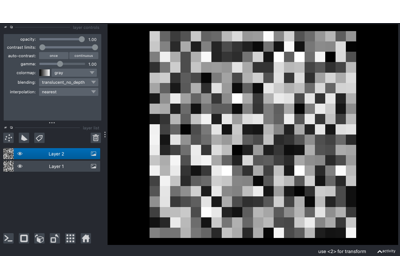 opacity: 1.00
contrast limits:
auto-contrast: once continuous
gamma: 1.00
colormap: gray
blending: translucent_no_depth
interpolation: nearest
Layer 2
Layer 1
use <2> for transform activity